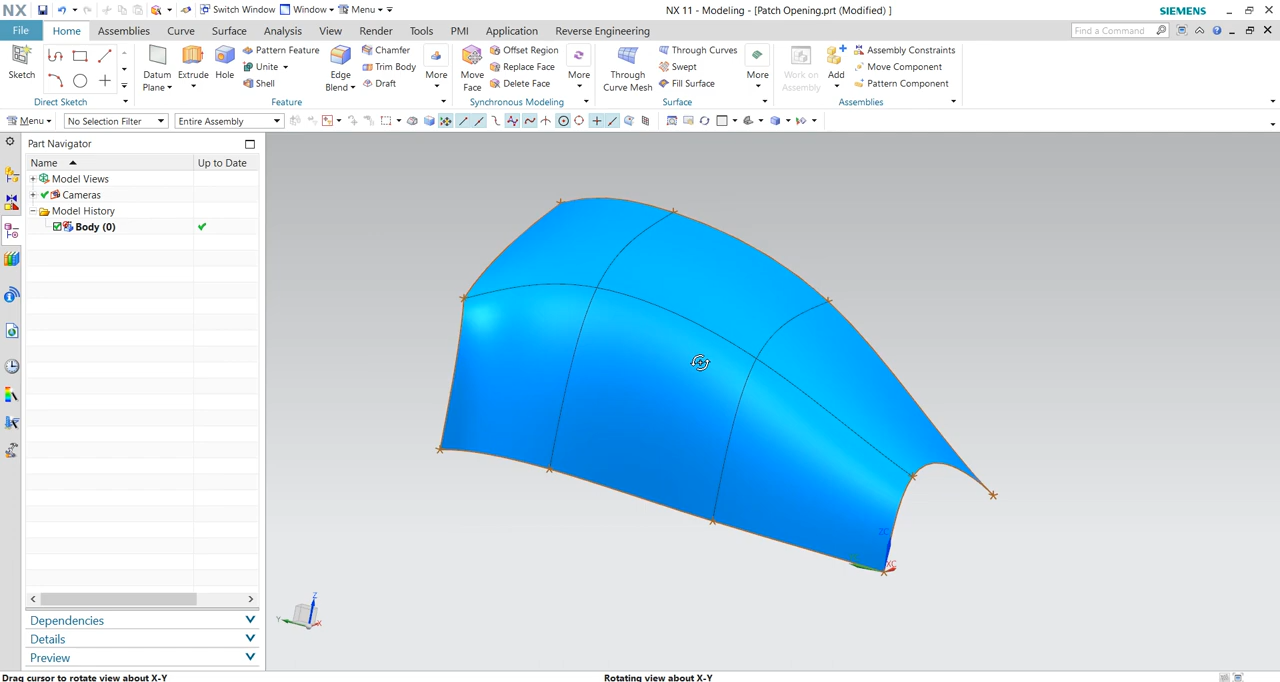 NX Switch Window Window Menu NX 11 - Modeling - [Patch Opening.prt (Modified) ] SIEMENS
File Home Assemblies Curve Surface Analysis View Render Tools PMI Application Reverse Engineering Find a Command
Sketch Datum Plane Extrude Hole Pattern Feature Unite Shell Edge Blend Chamfer Trim Body Draft More Move Face Offset Region Replace Face Delete Face More Through Curve Mesh Through Curves Swept Fill Surface More Work on Assembly Add Assembly Constraints Move Component Pattern Component
Direct Sketch Feature Synchronous Modeling Surface Assemblies
Menu No Selection Filter Entire Assembly
Part Navigator
Name Up to Date
Model Views
Cameras
Model History
Body (0)
ZC
XC
Z
Y X
Dependencies
Details
Preview
Drag cursor to rotate view about X-Y Rotating view about X-Y